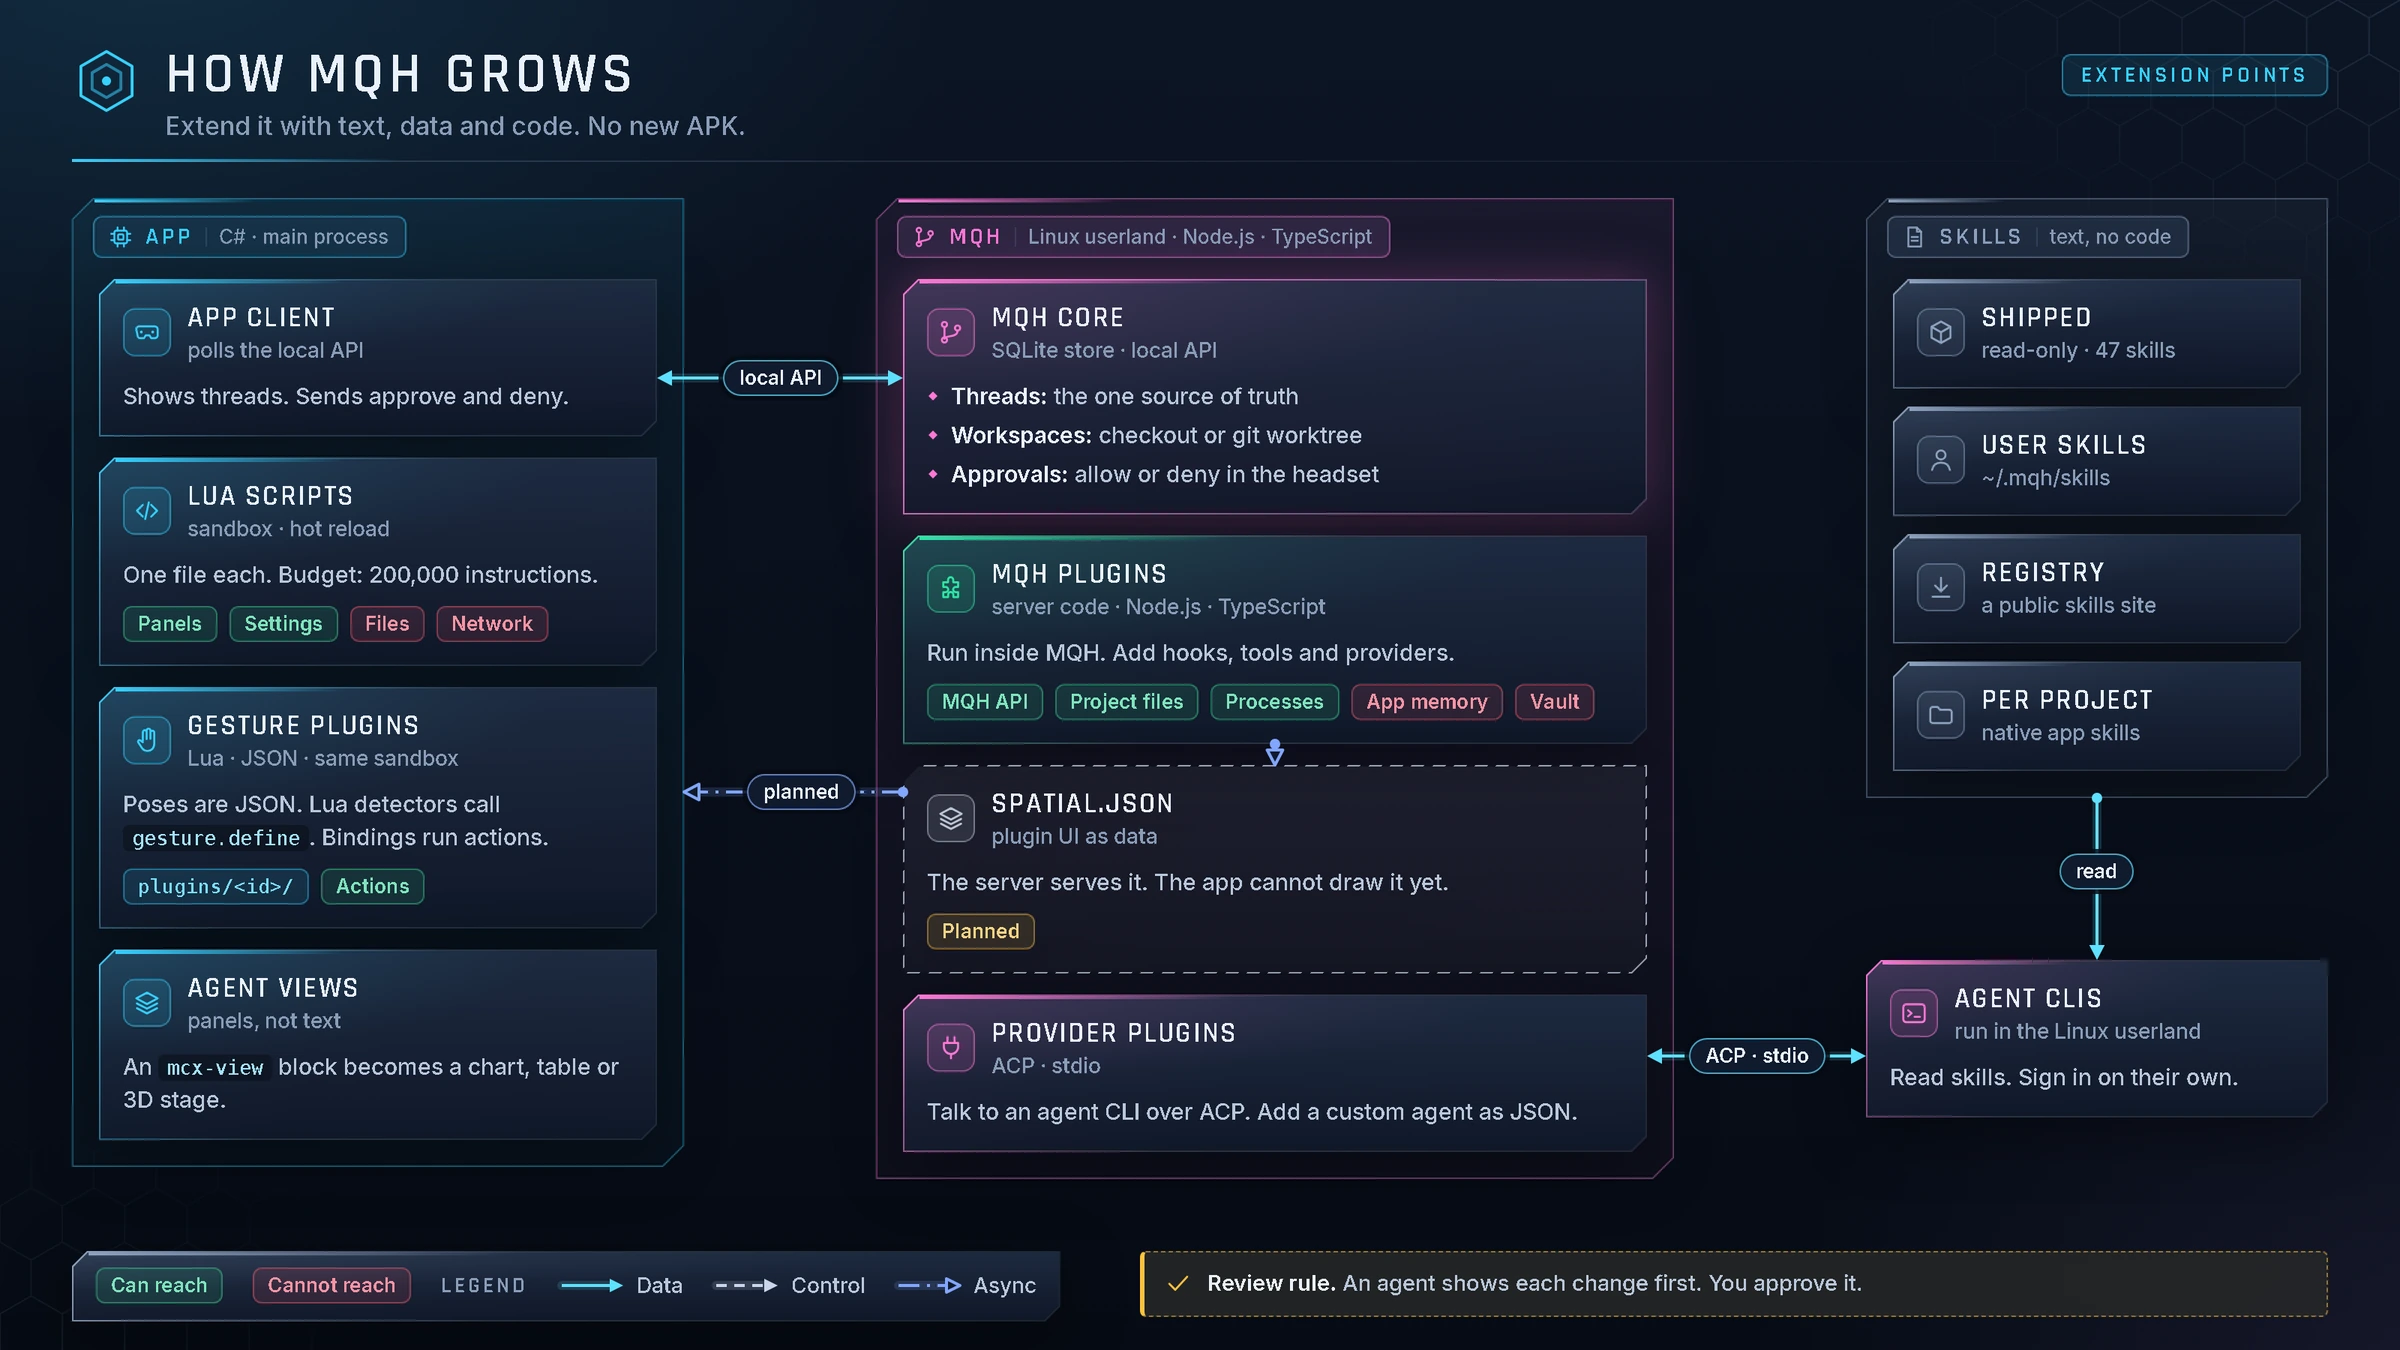 HOW MQH GROWS
Extend it with text, data and code. No new APK.
EXTENSION POINTS
APP
C# · main process
APP CLIENT
polls the local API
Shows threads. Sends approve and deny.
LUA SCRIPTS
sandbox · hot reload
One file each. Budget: 200,000 instructions.
Panels Settings Files Network
GESTURE PLUGINS
Lua · JSON · same sandbox
Poses are JSON. Lua detectors call
gesture.define . Bindings run actions.
plugins/<id>/ Actions
AGENT VIEWS
panels, not text
An mcx-view block becomes a chart, table or
3D stage.
local API
planned
MQH
Linux userland · Node.js · TypeScript
MQH CORE
SQLite store · local API
Threads: the one source of truth
Workspaces: checkout or git worktree
Approvals: allow or deny in the headset
MQH PLUGINS
server code · Node.js · TypeScript
Run inside MQH. Add hooks, tools and providers.
MQH API Project files Processes App memory Vault
SPATIAL.JSON
plugin UI as data
The server serves it. The app cannot draw it yet.
Planned
PROVIDER PLUGINS
ACP · stdio
Talk to an agent CLI over ACP. Add a custom agent as JSON.
ACP · stdio
SKILLS
text, no code
SHIPPED
read-only · 47 skills
USER SKILLS
~/.mqh/skills
REGISTRY
a public skills site
PER PROJECT
native app skills
read
AGENT CLIS
run in the Linux userland
Read skills. Sign in on their own.
Can reach Cannot reach LEGEND Data Control Async
Review rule. An agent shows each change first. You approve it.